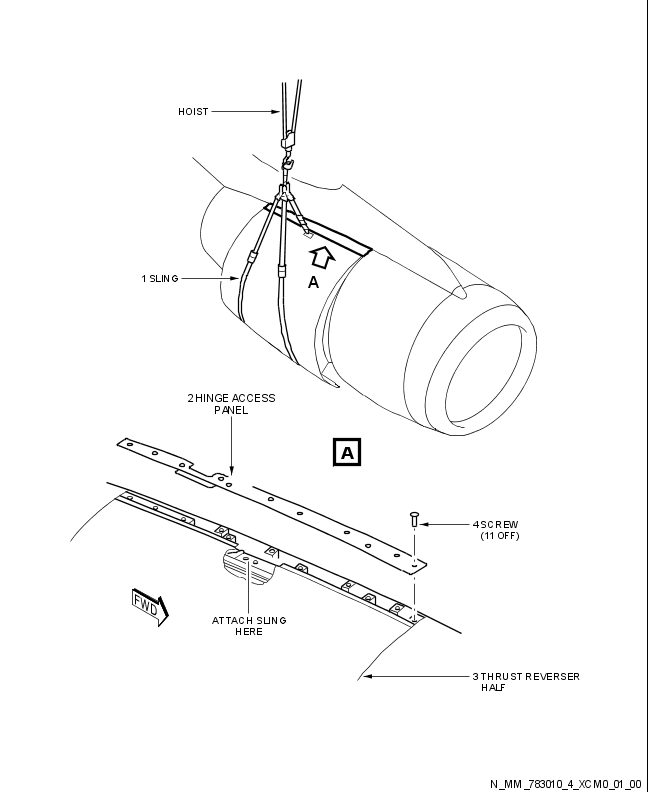 HOIST
A
1 SLING
2 HINGE ACCESS
PANEL
A
4 SCREW
(11 OFF)
FWD
ATTACH SLING
HERE
3 THRUST REVERSER
HALF
N_MM_783010_4_XCM0_01_00